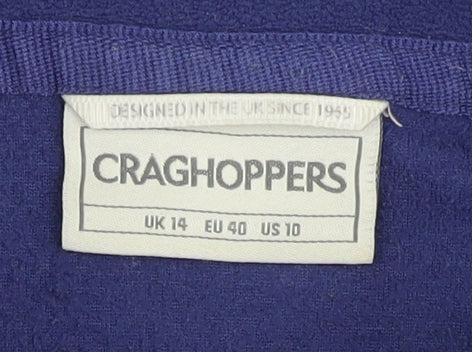 DESIGNED IN THE UK SINCE 1965
CRAGHOPPERS
UK 14 EU 40 US 10